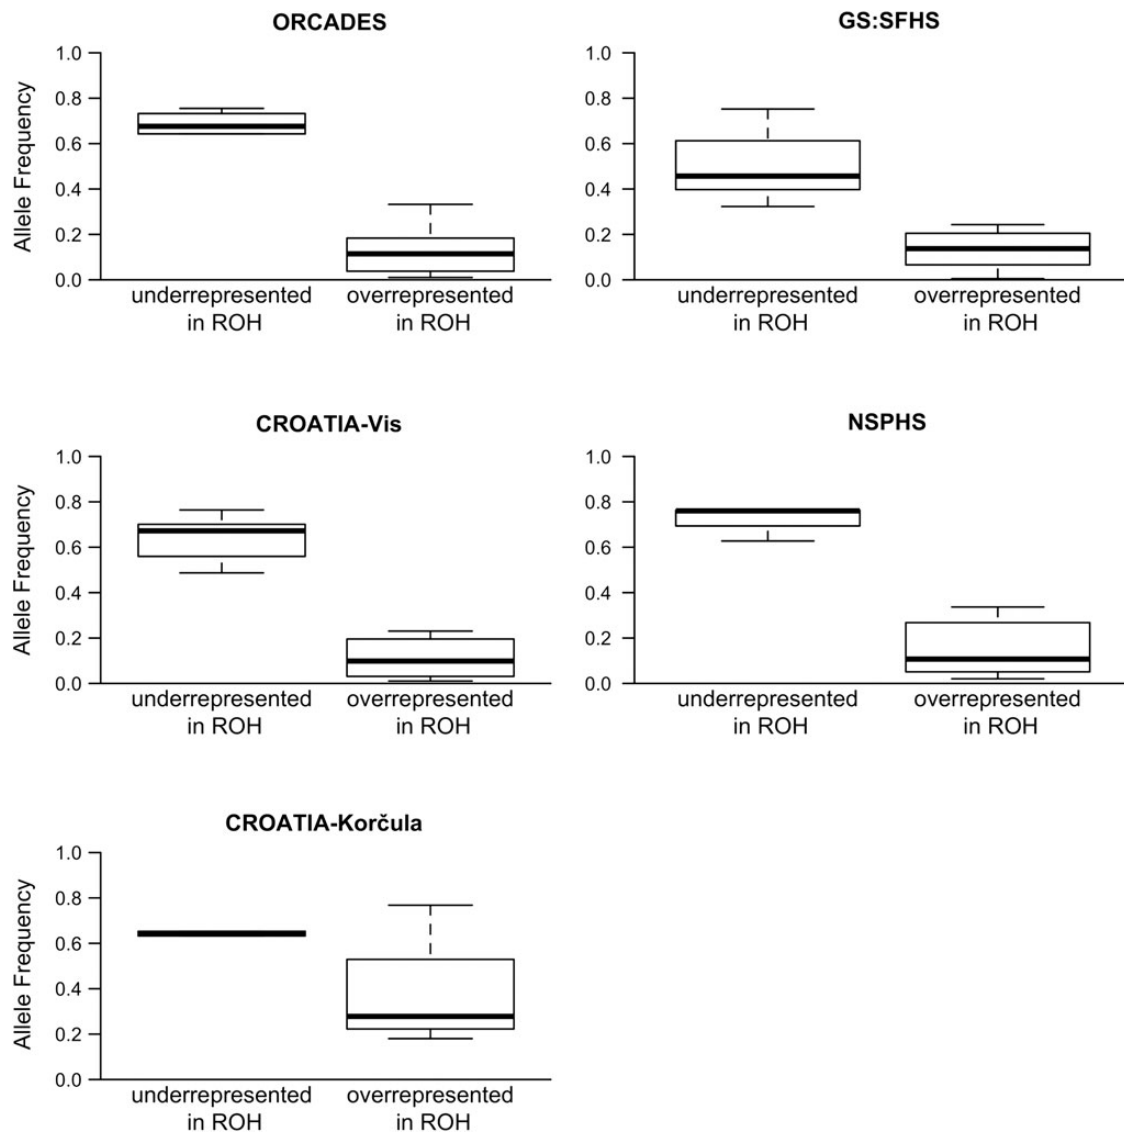 ORCADES
Allele Frequency
1.0
0.8
0.6
0.4
0.2
0.0
underrepresented
in ROH
overrepresented
in ROH
GS:SFHS
1.0
0.8
0.6
0.4
0.2
0.0
underrepresented
in ROH
overrepresented
in ROH
CROATIA-Vis
Allele Frequency
1.0
0.8
0.6
0.4
0.2
0.0
underrepresented
in ROH
overrepresented
in ROH
NSPHS
1.0
0.8
0.6
0.4
0.2
0.0
underrepresented
in ROH
overrepresented
in ROH
CROATIA-Korčula
Allele Frequency
1.0
0.8
0.6
0.4
0.2
0.0
underrepresented
in ROH
overrepresented
in ROH